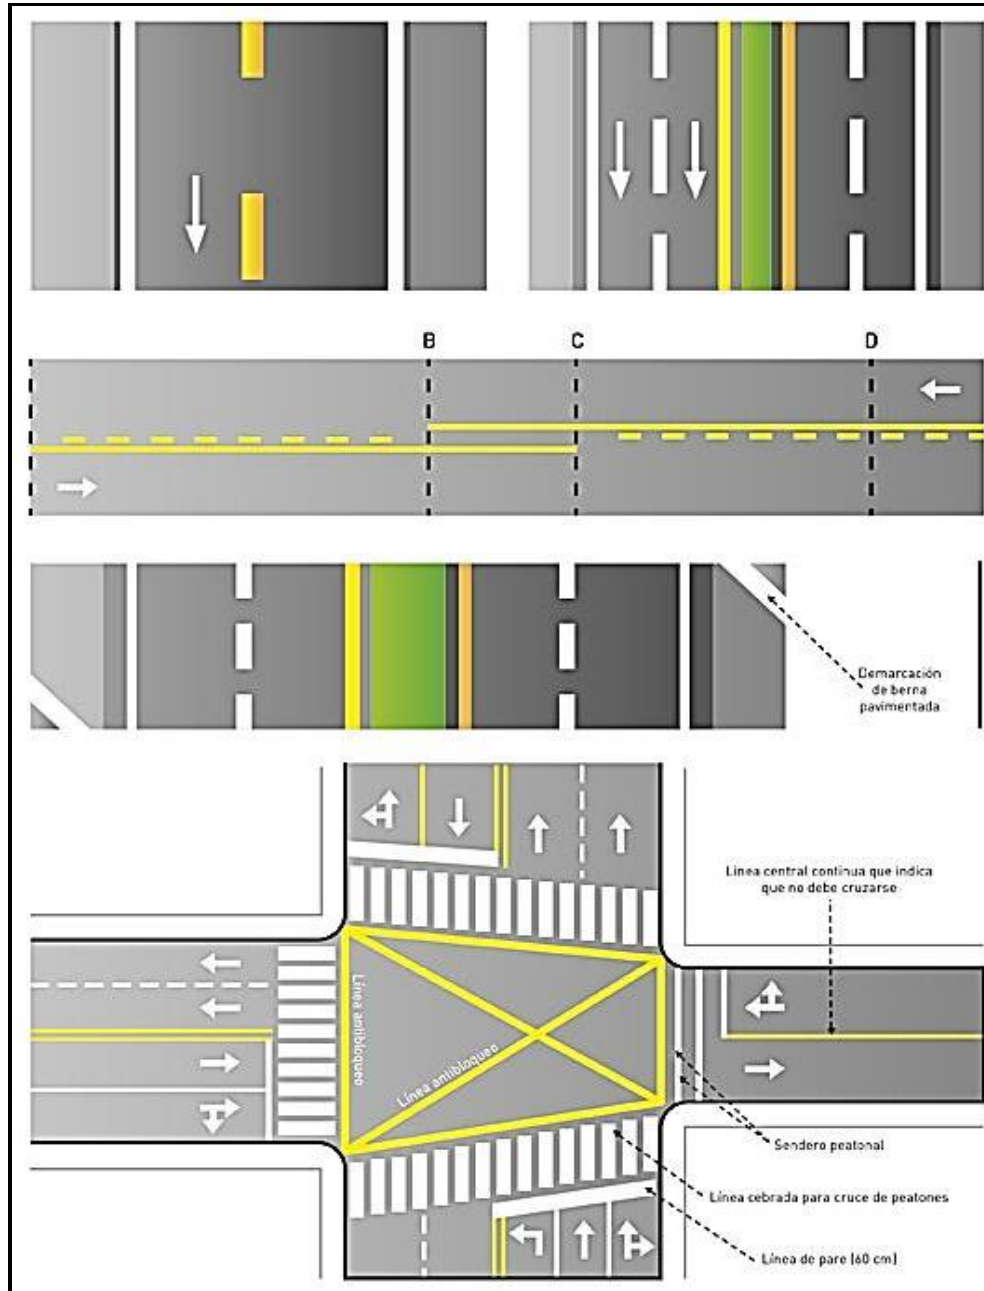 B C D
Demarcación
de berna
pavimentada
Línea central continua que indica
que no debe cruzarse
Línea antibloqueo
Línea antibloqueo
Sendero peatonal
Línea cebrada para cruce de peatones
Línea de pare (60 cm)